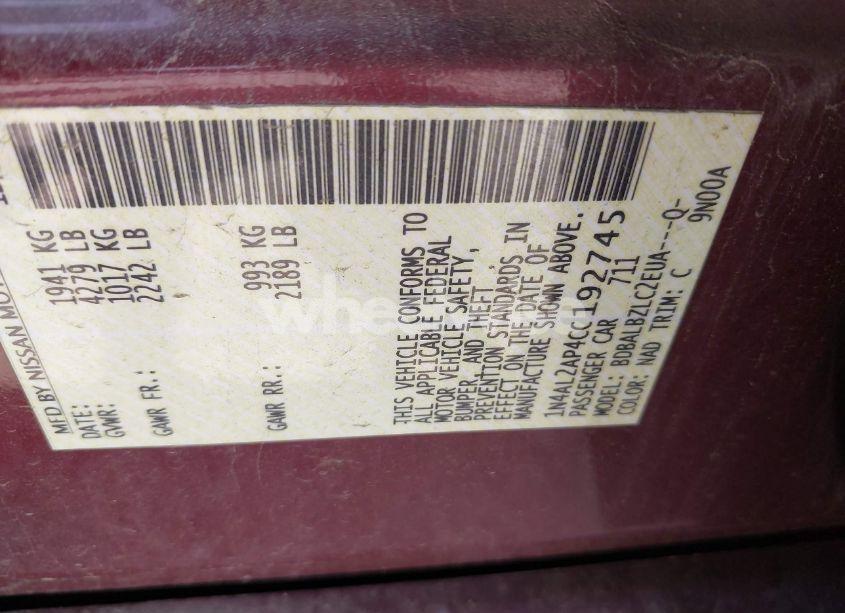 MFD BY NISSAN MOT
DATE:
GVWR: 1941 KG
4279 LB
GAWR FR.: 1017 KG
2242 LB
GAWR RR.: 993 KG
2189 LB
THIS VEHICLE CONFORMS TO
ALL APPLICABLE FEDERAL
MOTOR VEHICLE SAFETY,
BUMPER, AND THEFT
PREVENTION STANDARDS IN
EFFECT ON THE DATE OF
MANUFACTURE SHOWN ABOVE.
1N4AL2AP4CC192745
PASSENGER CAR 711
MODEL: BDBALBZLC2EUA---Q-
COLOR: NAD TRIM: C 9N00A